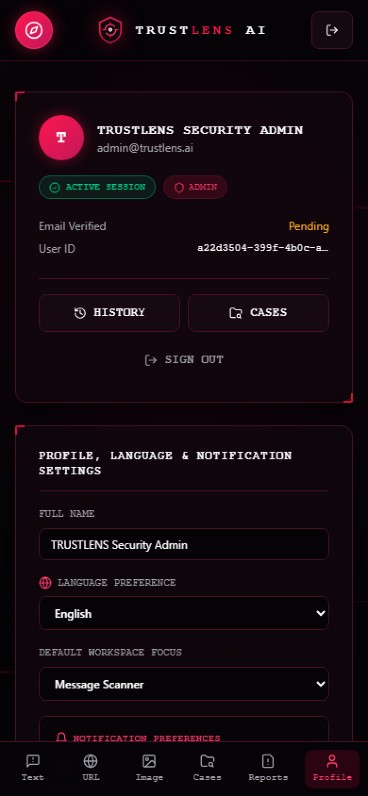 TRUSTLENS AI
T
TRUSTLENS SECURITY ADMIN
admin@trustlens.ai
ACTIVE SESSION
ADMIN
Email Verified
Pending
User ID
a22d3504-399f-4b0c-a…
HISTORY
CASES
SIGN OUT
PROFILE, LANGUAGE & NOTIFICATION
SETTINGS
FULL NAME
TRUSTLENS Security Admin
LANGUAGE PREFERENCE
English
DEFAULT WORKSPACE FOCUS
Message Scanner
NOTIFICATION PREFERENCES
Text
URL
Image
Cases
Reports
Profile